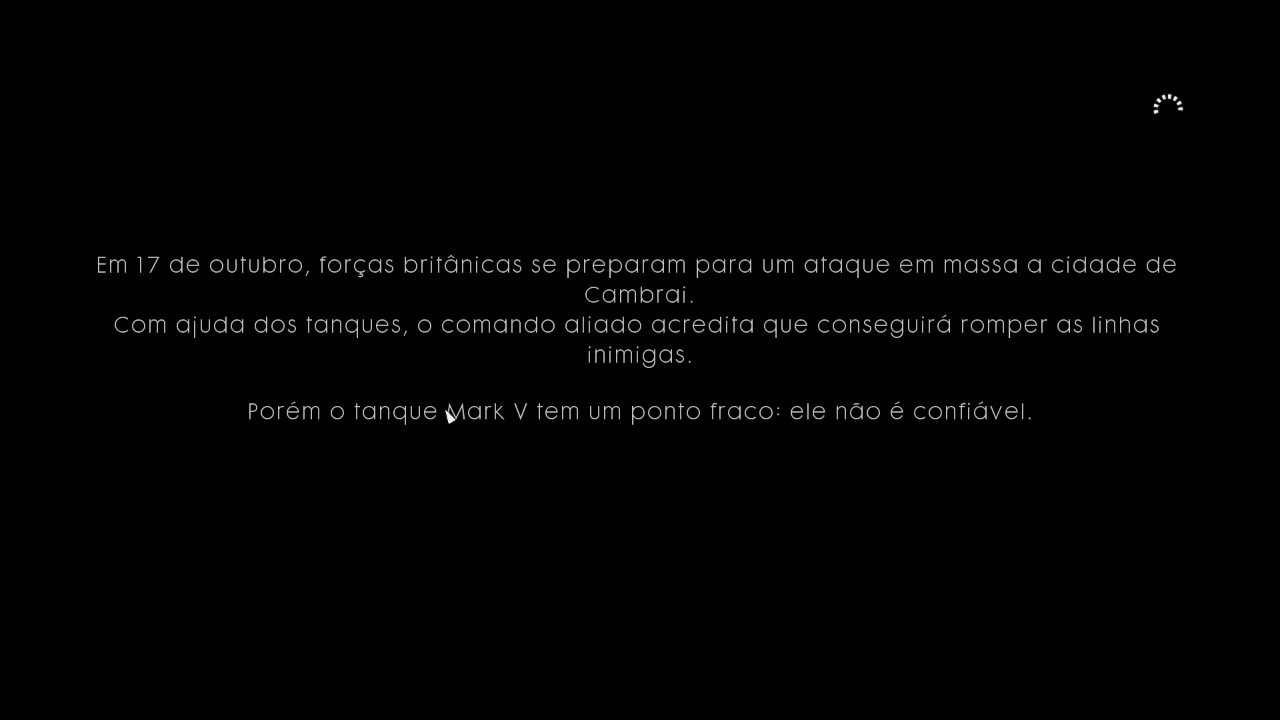 Em 17 de outubro, forças britânicas se preparam para um ataque em massa a cidade de
Cambrai.
Com ajuda dos tanques, o comando aliado acredita que conseguirá romper as linhas
inimigas.
Porém o tanque Mark V tem um ponto fraco: ele não é confiável.